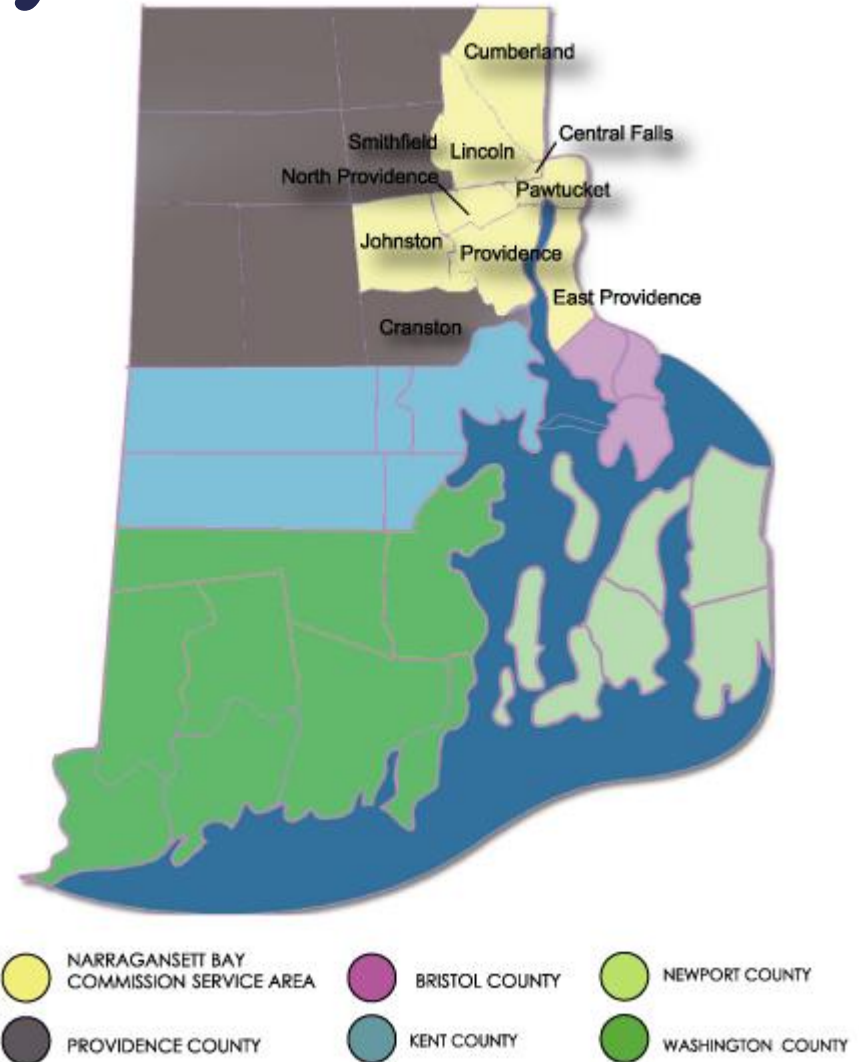 Cumberland
Central Falls
Smithfield
Lincoln
North Providence
Pawtucket
Johnston
Providence
East Providence
Cranston
NARRAGANSETT BAY
COMMISSION SERVICE AREA
BRISTOL COUNTY
NEWPORT COUNTY
PROVIDENCE COUNTY
KENT COUNTY
WASHINGTON COUNTY